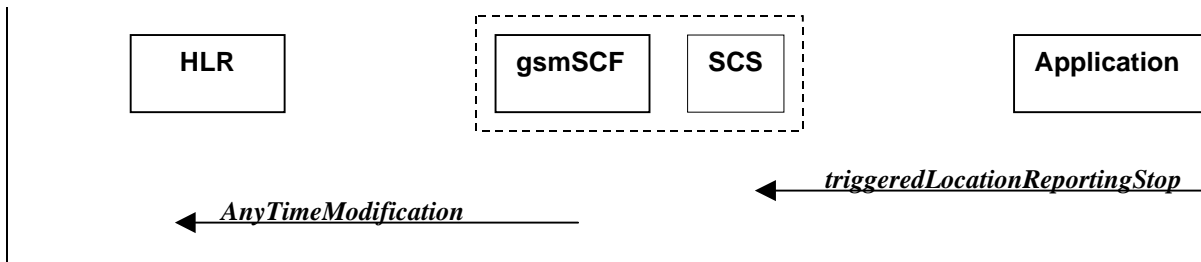 HLR
gsmSCF
SCS
Application
triggeredLocationReportingStop
AnyTimeModification